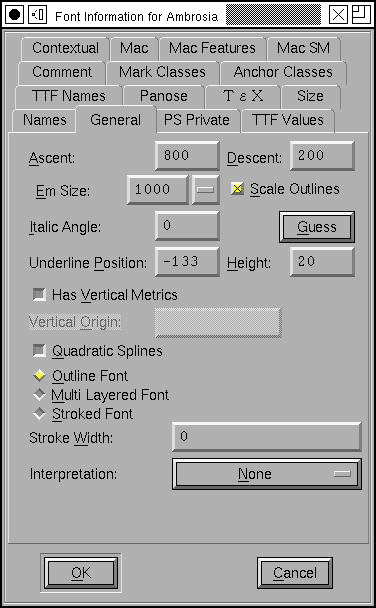 Font Information for Ambrosia
Contextual Mac Mac Features Mac SM
Comment Mark Classes Anchor Classes
TTF Names Panose Τ ε Χ Size
Names General PS Private TTF Values
Ascent: 800 Descent: 200
Em Size: 1000 Scale Outlines
Italic Angle: 0 Guess
Underline Position: -133 Height: 20
Has Vertical Metrics
Vertical Origin:
Quadratic Splines
Outline Font
Multi Layered Font
Stroked Font
Stroke Width: 0
Interpretation: None
OK Cancel